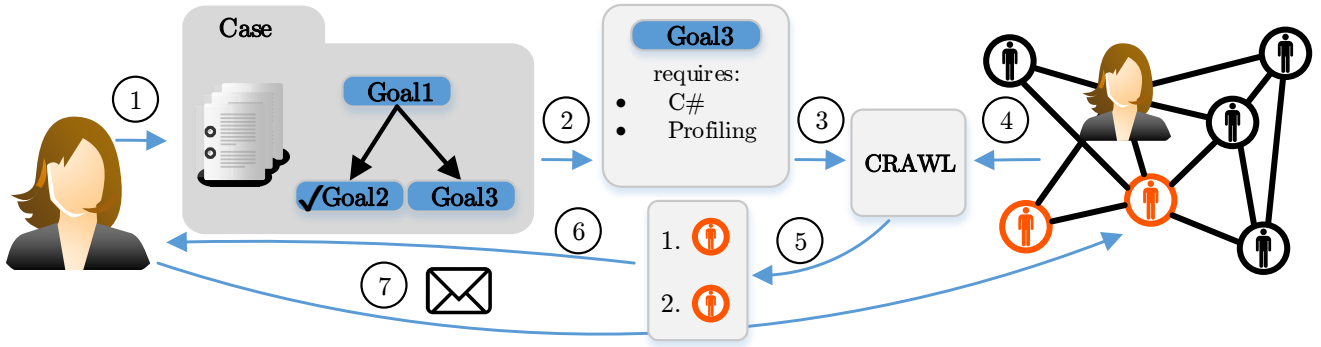 Case
1
Goal1
✓Goal2
Goal3
2
Goal3
requires:
• C#
• Profiling
3
CRAWL
4
5
1.
2.
6
7